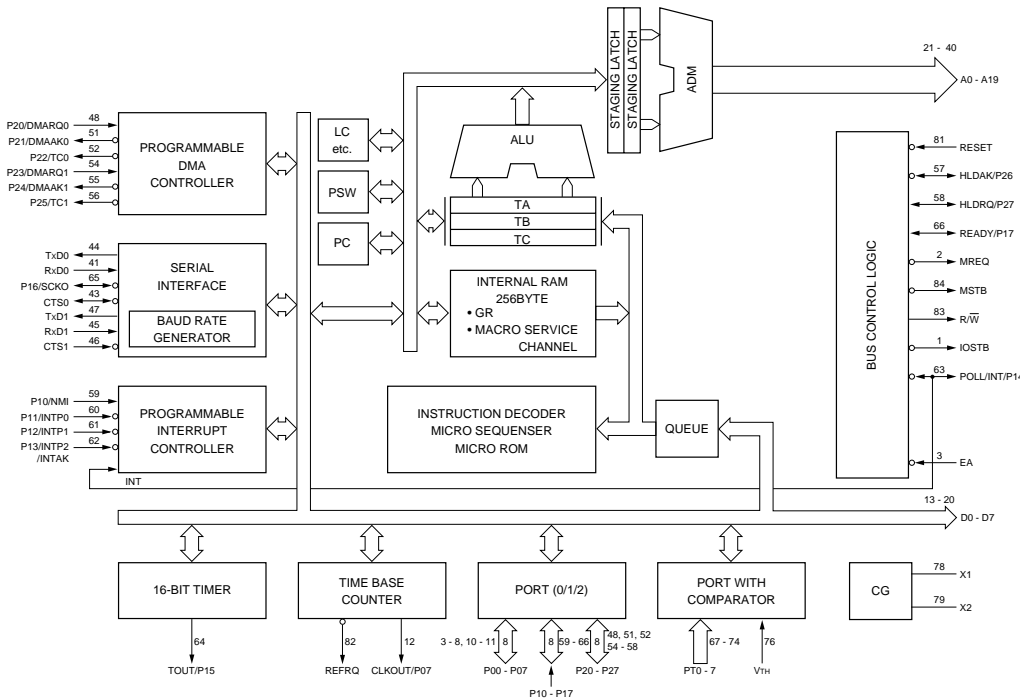 21 - 40
A0 - A19
STAGING LATCH
STAGING LATCH
ADM
P20/DMARQ0
48
P21/DMAAK0
51
P22/TC0
52
P23/DMARQ1
54
P24/DMAAK1
55
P25/TC1
56
PROGRAMMABLE
DMA
CONTROLLER
LC
etc.
PSW
PC
ALU
TA
TB
TC
TxD0
44
RxD0
41
P16/SCKO
65
CTS0
43
TxD1
47
RxD1
45
CTS1
46
SERIAL
INTERFACE
BAUD RATE
GENERATOR
INTERNAL RAM
256BYTE
• GR
• MACRO SERVICE
CHANNEL
P10/NMI
59
P11/INTP0
60
P12/INTP1
61
P13/INTP2
62
/INTAK
INT
PROGRAMMABLE
INTERRUPT
CONTROLLER
INSTRUCTION DECODER
MICRO SEQUENSER
MICRO ROM
QUEUE
BUS CONTROL LOGIC
81
RESET
57
HLDAK/P26
58
HLDRQ/P27
66
READY/P17
2
MREQ
84
MSTB
83
R/W
1
IOSTB
63
POLL/INT/P14
3
EA
13 - 20
D0 - D7
16-BIT TIMER
64
TOUT/P15
TIME BASE
COUNTER
82
REFRQ
12
CLKOUT/P07
PORT (0/1/2)
3 - 8, 10 - 11
8
P00 - P07
8
59 - 66
P10 - P17
8
48, 51, 52
54 - 58
P20 - P27
PORT WITH
COMPARATOR
67 - 74
PT0 - 7
76
VTH
CG
78
X1
79
X2